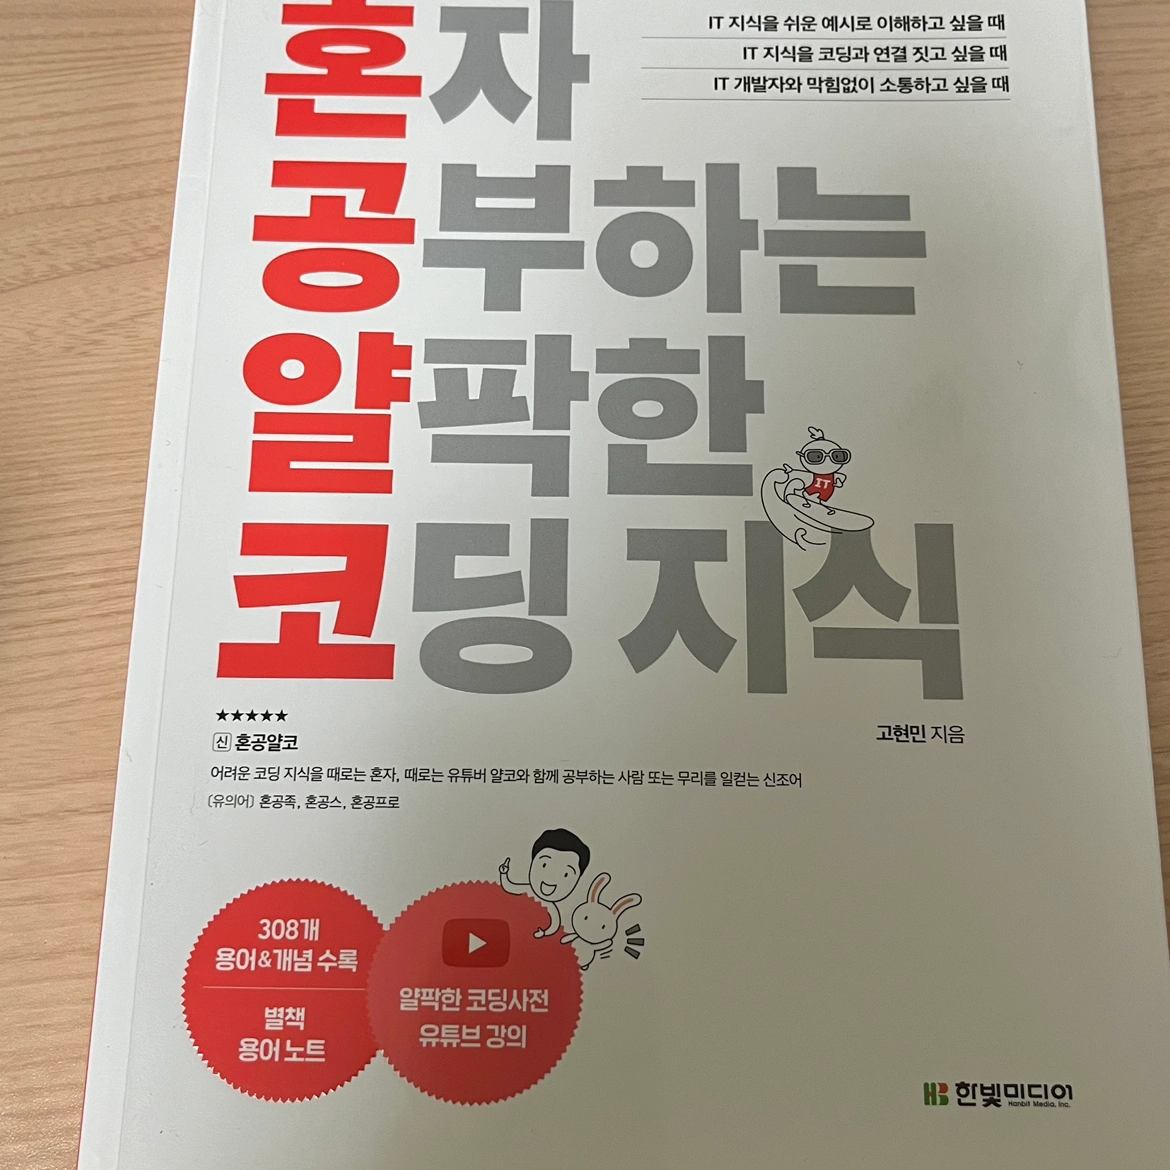 IT 지식을 쉬운 예시로 이해하고 싶을 때
IT 지식을 코딩과 연결 짓고 싶을 때
IT 개발자와 막힘없이 소통하고 싶을 때
혼자
공부하는
얄팍한
코딩 지식
IT
★★★★★
신 혼공얄코
고현민 지음
어려운 코딩 지식을 때로는 혼자, 때로는 유튜버 얄코와 함께 공부하는 사람 또는 무리를 일컫는 신조어
(유의어) 혼공족, 혼공스, 혼공프로
308개
용어&개념 수록
별책
용어 노트
얄팍한 코딩사전
유튜브 강의
HB 한빛미디어
Hanbit Media, Inc.